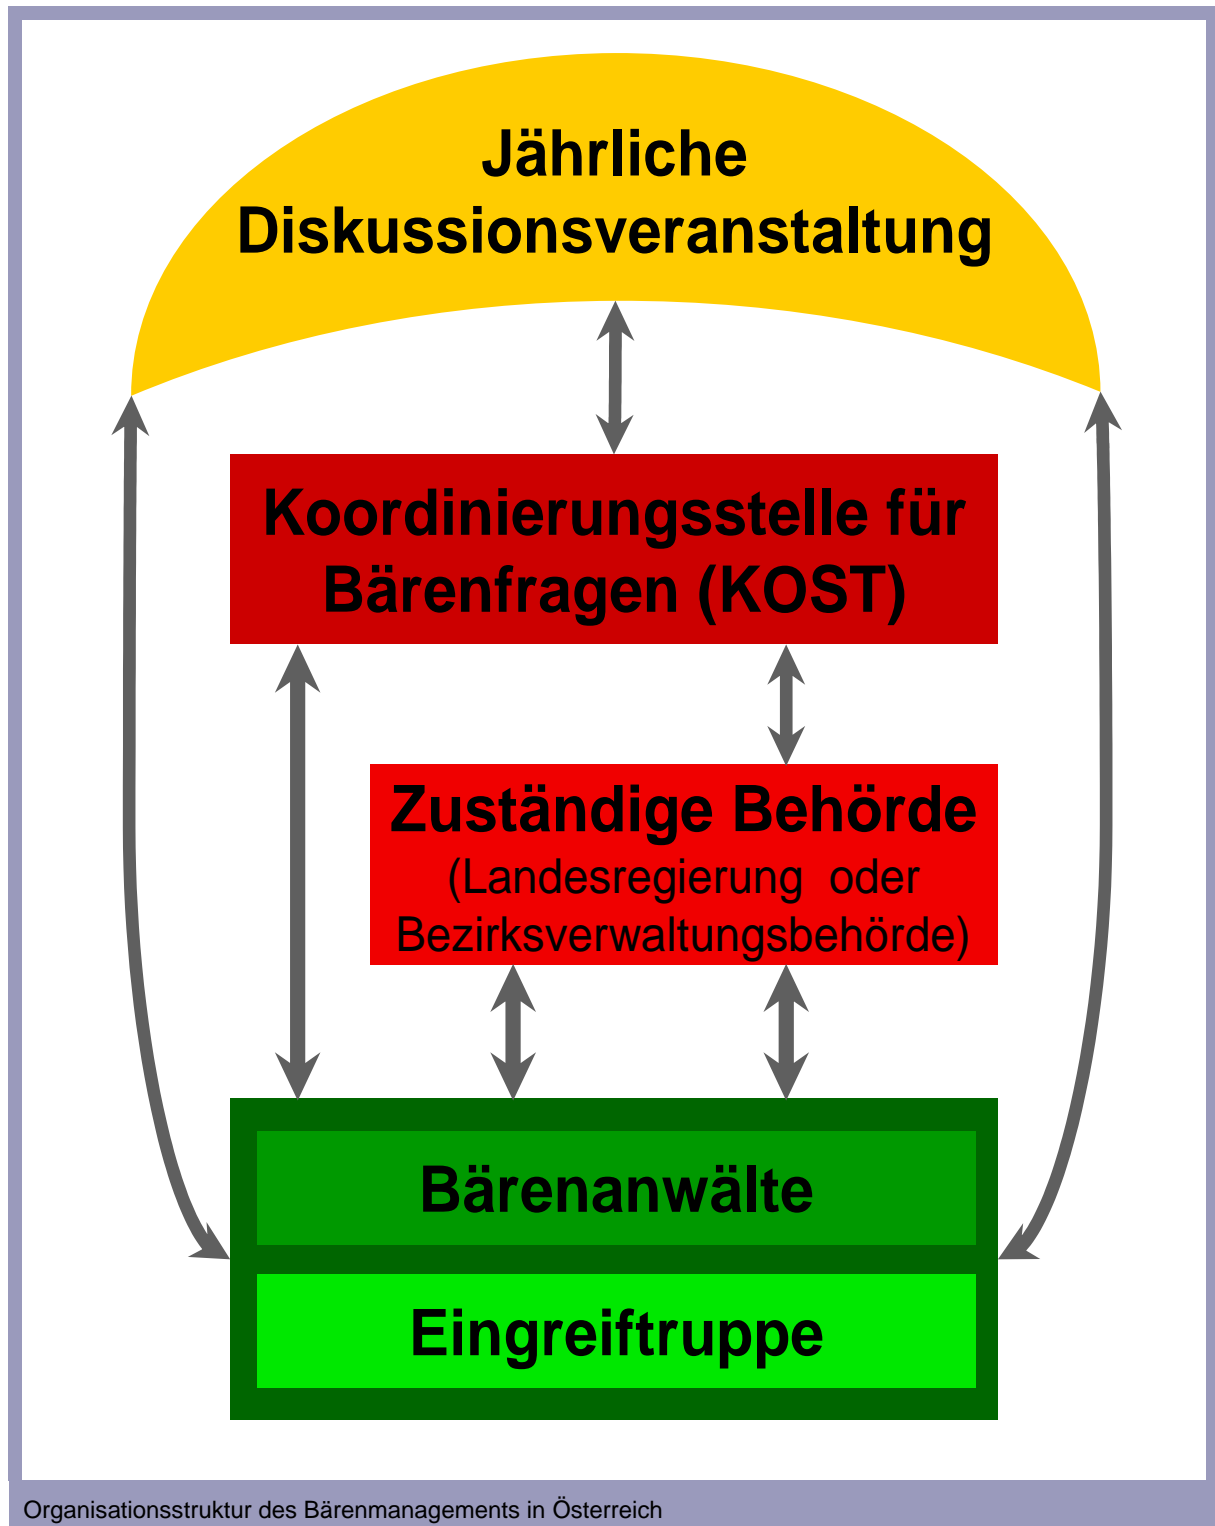 Jährliche
Diskussionsveranstaltung
Koordinierungsstelle für
Bärenfragen (KOST)
Zuständige Behörde
(Landesregierung oder
Bezirksverwaltungsbehörde)
Bärenanwälte
Eingreiftruppe
Organisationsstruktur des Bärenmanagements in Österreich